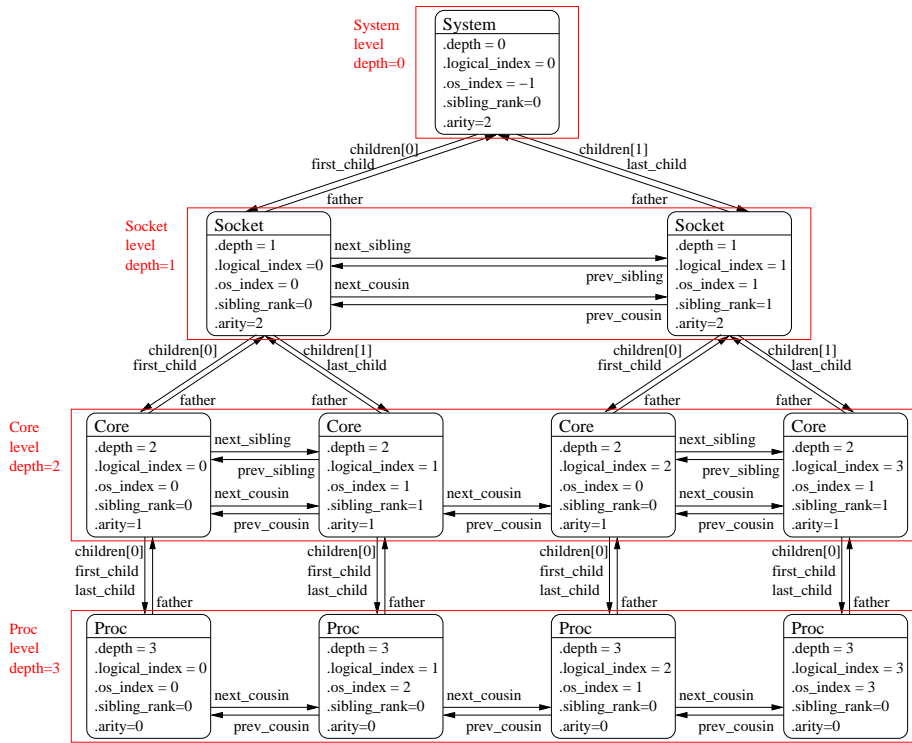 System
level
depth=0
System
.depth = 0
.logical_index = 0
.os_index = −1
.sibling_rank=0
.arity=2
children[0]
first_child
father
children[1]
last_child
father
Socket
level
depth=1
Socket
.depth = 1
.logical_index =0
.os_index = 0
.sibling_rank=0
.arity=2
next_sibling
prev_sibling
next_cousin
prev_cousin
Socket
.depth = 1
.logical_index = 1
.os_index = 1
.sibling_rank=1
.arity=2
children[0]
first_child
father
children[1]
last_child
father
children[0]
first_child
father
children[1]
last_child
father
Core
level
depth=2
Core
.depth = 2
.logical_index = 0
.os_index = 0
.sibling_rank=0
.arity=1
next_sibling
prev_sibling
next_cousin
prev_cousin
Core
.depth = 2
.logical_index = 1
.os_index = 1
.sibling_rank=1
.arity=1
next_cousin
prev_cousin
Core
.depth = 2
.logical_index = 2
.os_index = 0
.sibling_rank=0
.arity=1
next_sibling
prev_sibling
next_cousin
prev_cousin
Core
.depth = 2
.logical_index = 3
.os_index = 1
.sibling_rank=1
.arity=1
children[0]
first_child
last_child
father
children[0]
first_child
last_child
father
children[0]
first_child
last_child
father
children[0]
first_child
last_child
father
Proc
level
depth=3
Proc
.depth = 3
.logical_index = 0
.os_index = 0
.sibling_rank=0
.arity=0
next_cousin
prev_cousin
Proc
.depth = 3
.logical_index = 1
.os_index = 2
.sibling_rank=0
.arity=0
next_cousin
prev_cousin
Proc
.depth = 3
.logical_index = 2
.os_index = 1
.sibling_rank=0
.arity=0
next_cousin
prev_cousin
Proc
.depth = 3
.logical_index = 3
.os_index = 3
.sibling_rank=0
.arity=0